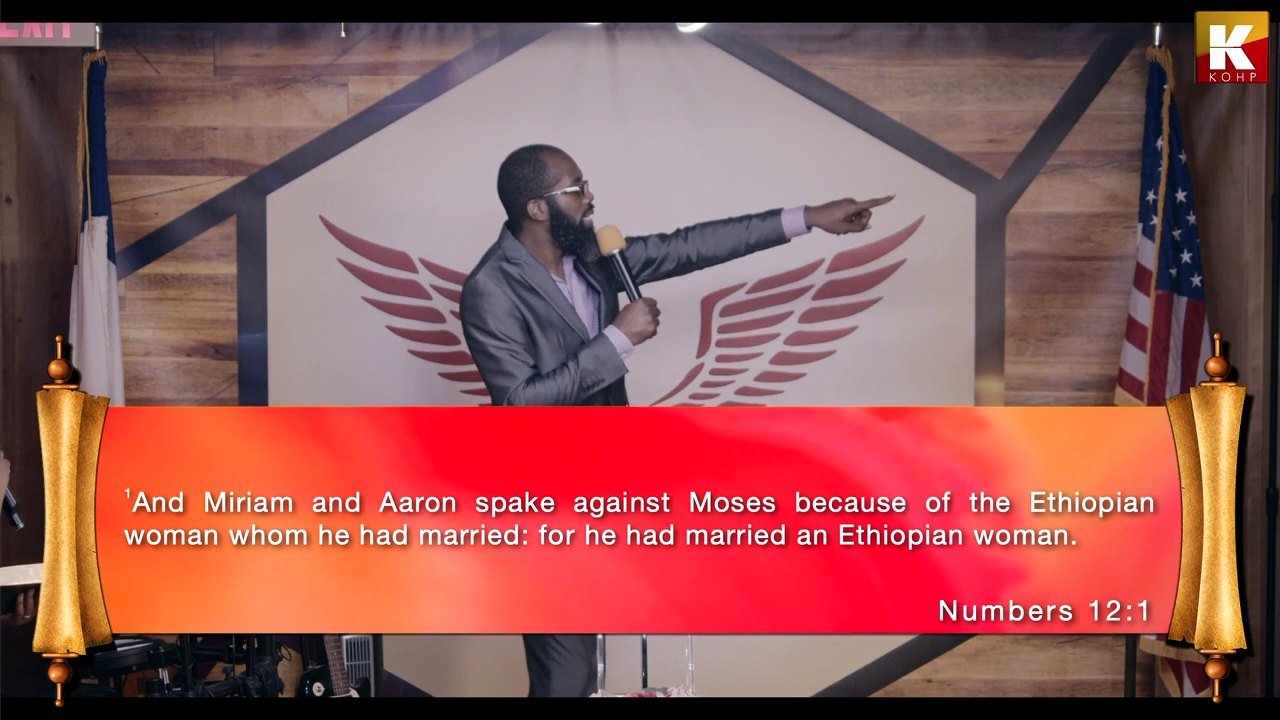 EXIT
K
KOHP
¹And Miriam and Aaron spake against Moses because of the Ethiopian
woman whom he had married: for he had married an Ethiopian woman.
Numbers 12:1